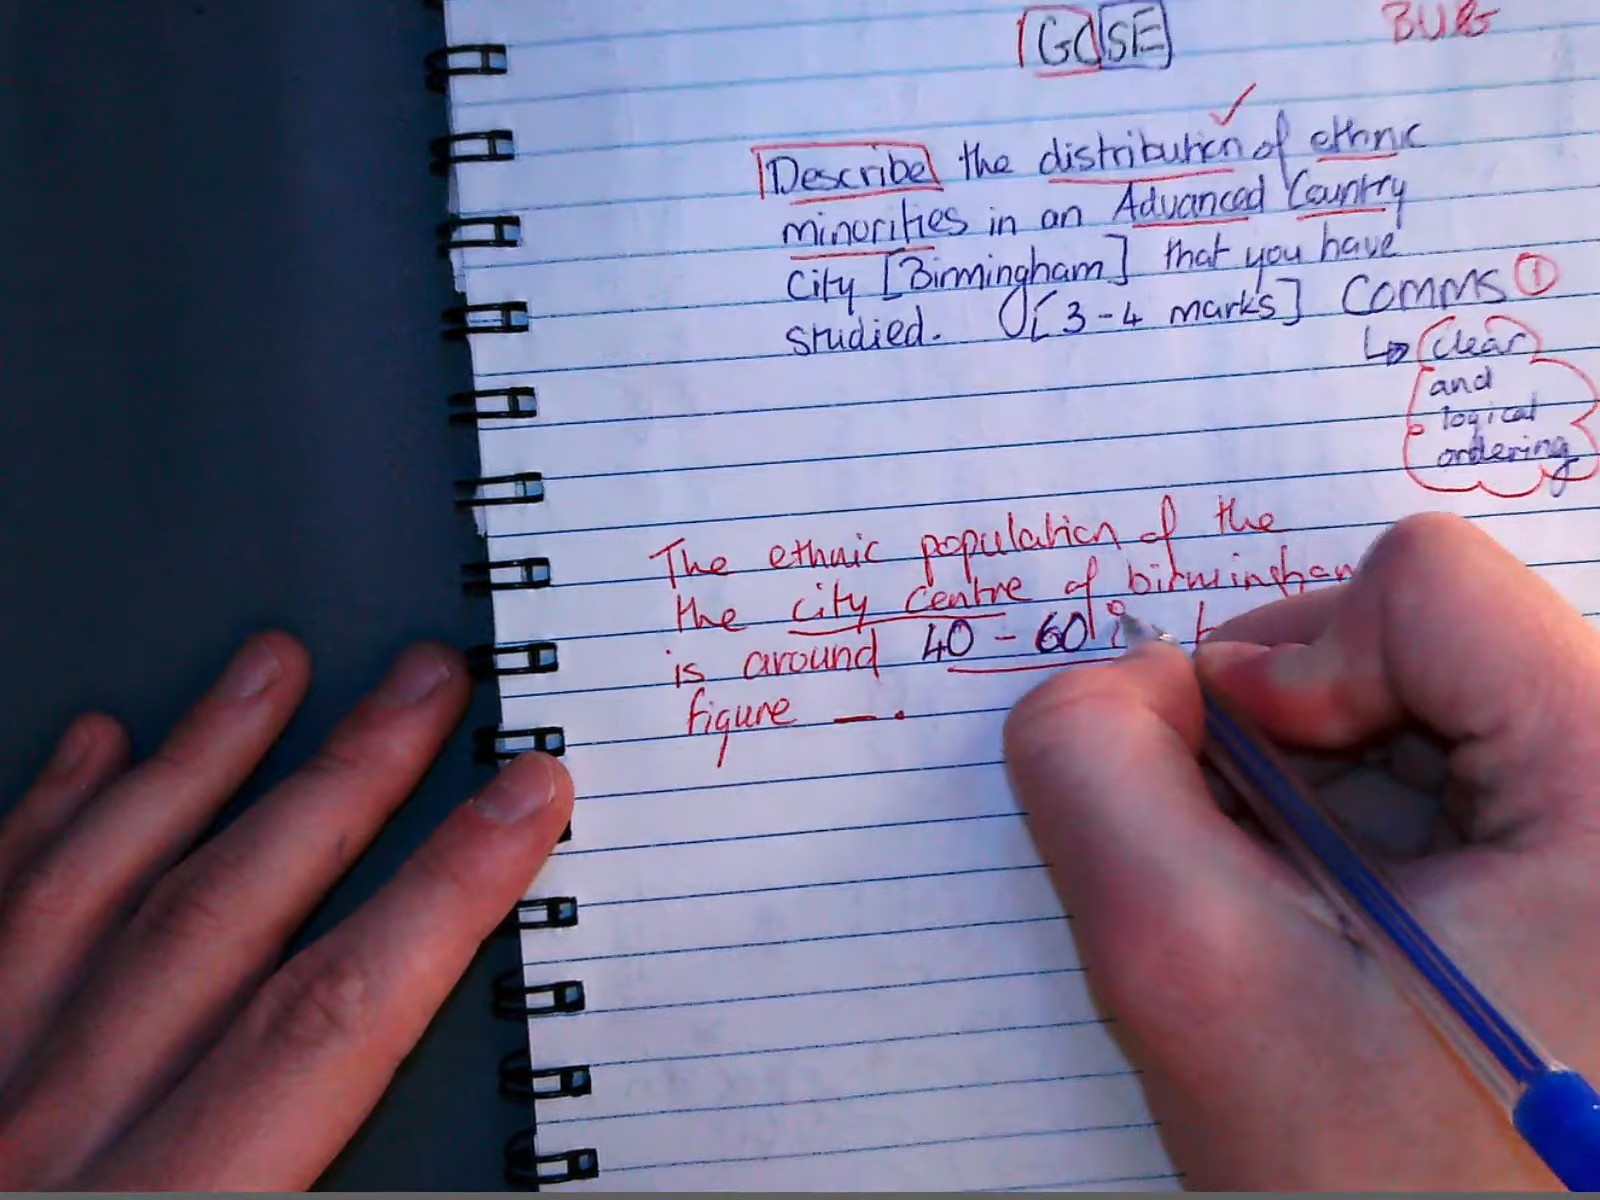 GCSE
BUG
Describe the distribution of ethnic
minorities in an Advanced Country
City [Birmingham] that you have
studied. [3-4 marks] Comms ①
↳ clear
and
logical
ordering
The ethnic population of the
the city centre of birmingham
is around 40 - 60
figure — .